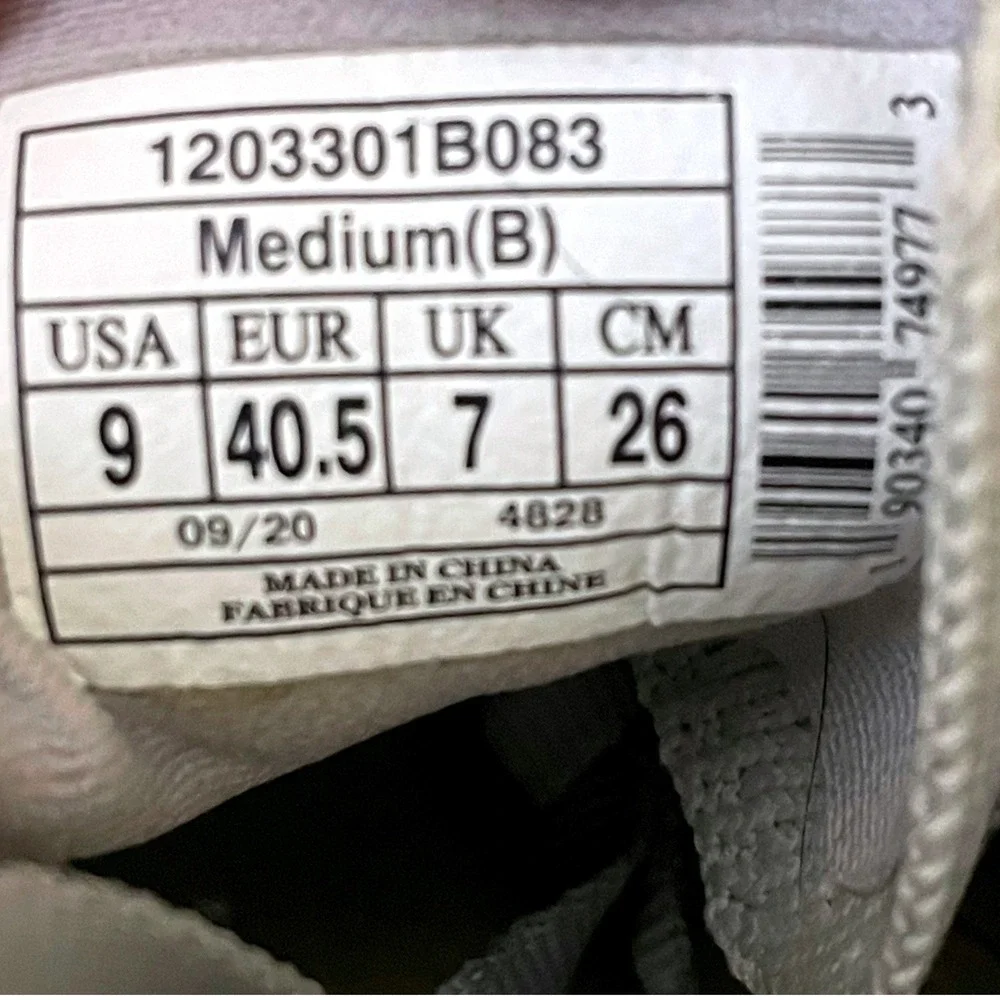 1203301B083
Medium(B)
USA EUR UK CM
9 40.5 7 26
09/20 4828
MADE IN CHINA
FABRIQUE EN CHINE
1 90340 74977 3